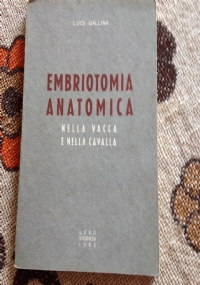 LUIGI GALLINA
EMBRIOTOMIA
ANATOMICA
NELLA VACCA
E NELLA CAVALLA